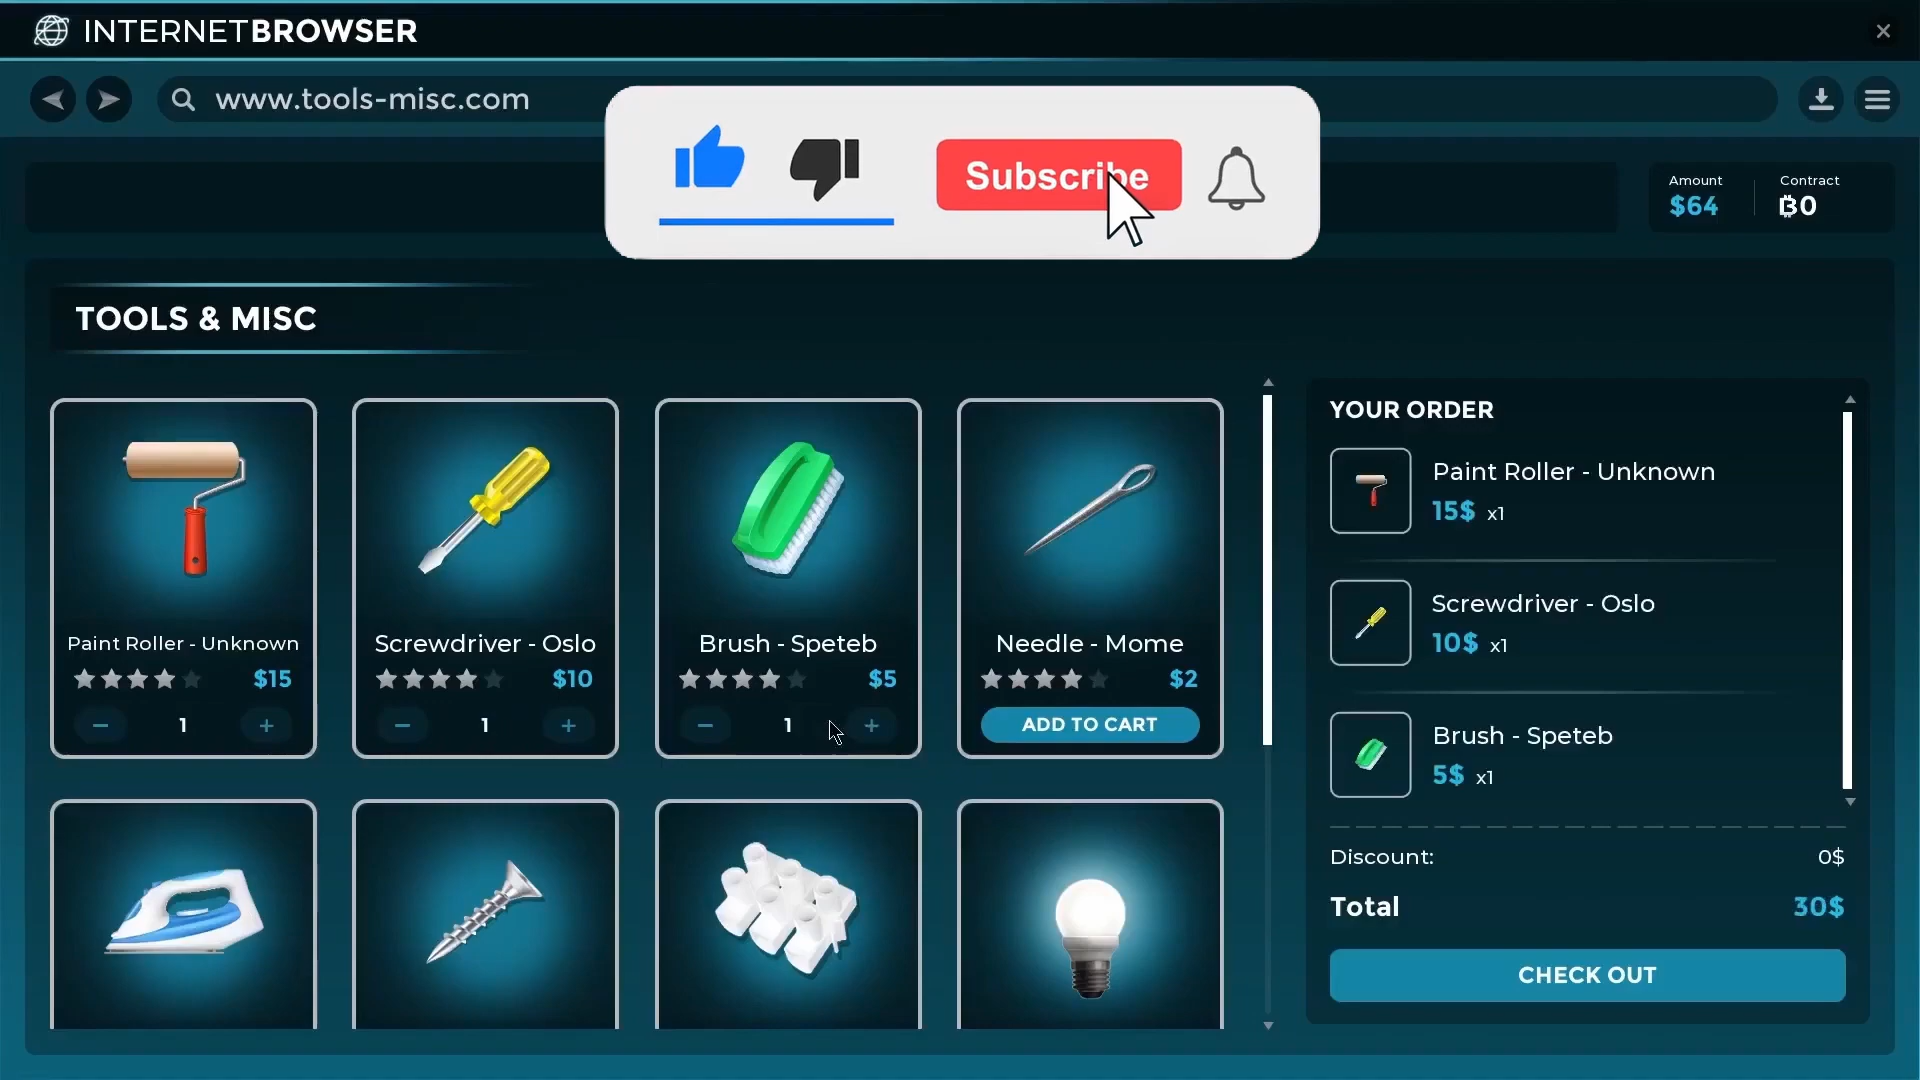 INTERNETBROWSER
www.tools-misc.com
Subscribe
Amount
$64
Contract
₿0
TOOLS & MISC
Paint Roller - Unknown
$15
- 1 +
Screwdriver - Oslo
$10
- 1 +
Brush - Speteb
$5
- 1 +
Needle - Mome
$2
ADD TO CART
YOUR ORDER
Paint Roller - Unknown
15$ x1
Screwdriver - Oslo
10$ x1
Brush - Speteb
5$ x1
Discount: 0$
Total 30$
CHECK OUT